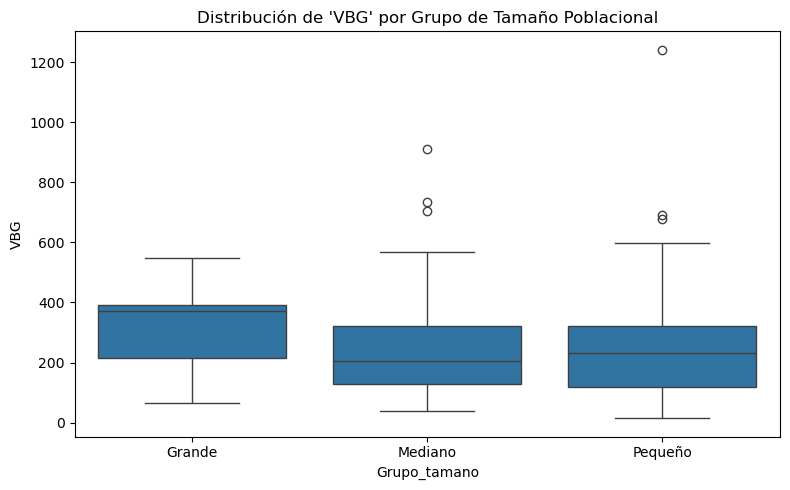 Distribución de 'VBG' por Grupo de Tamaño Poblacional
1200
1000
800
600
400
200
0
VBG
Grande Mediano Pequeño
Grupo_tamano